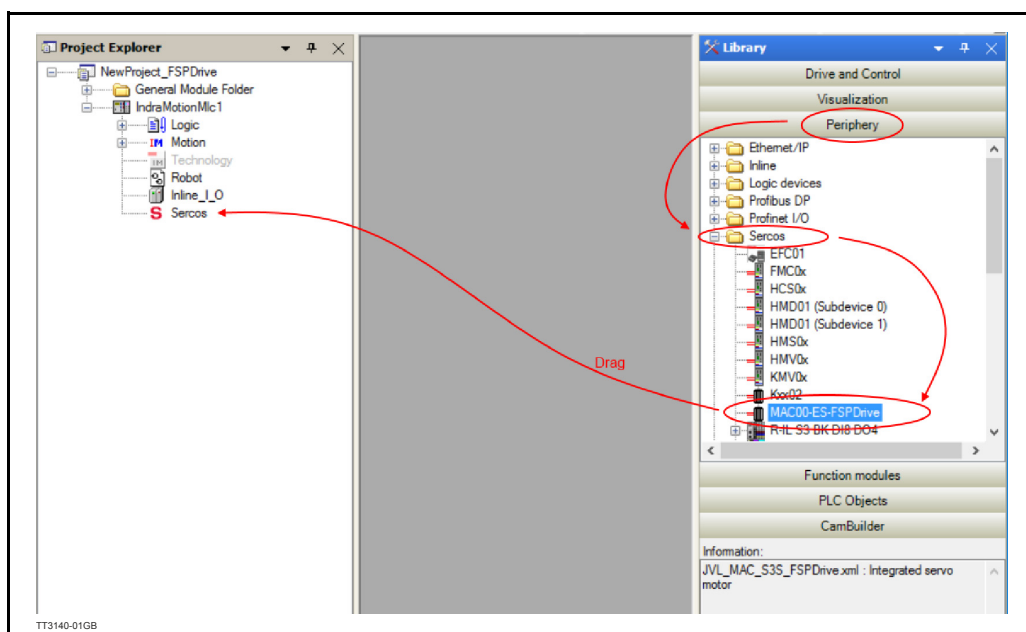 Project Explorer
NewProject_FSPDrive
General Module Folder
IndraMotionMlc1
Logic
IM Motion
IM Technology
Robot
Inline_I_O
S Sercos
Drag
Library
Drive and Control
Visualization
Periphery
Ethernet/IP
Inline
Logic devices
Profibus DP
Profinet I/O
Sercos
EFC01
FMC0x
HCS0x
HMD01 (Subdevice 0)
HMD01 (Subdevice 1)
HMS0x
HMV0x
KMV0x
Kxx02
MAC00-ES-FSPDrive
R-IL S3 BK DI8 DO4
Function modules
PLC Objects
CamBuilder
Information:
JVL_MAC_S3S_FSPDrive.xml : Integrated servo
motor
TT3140-01GB